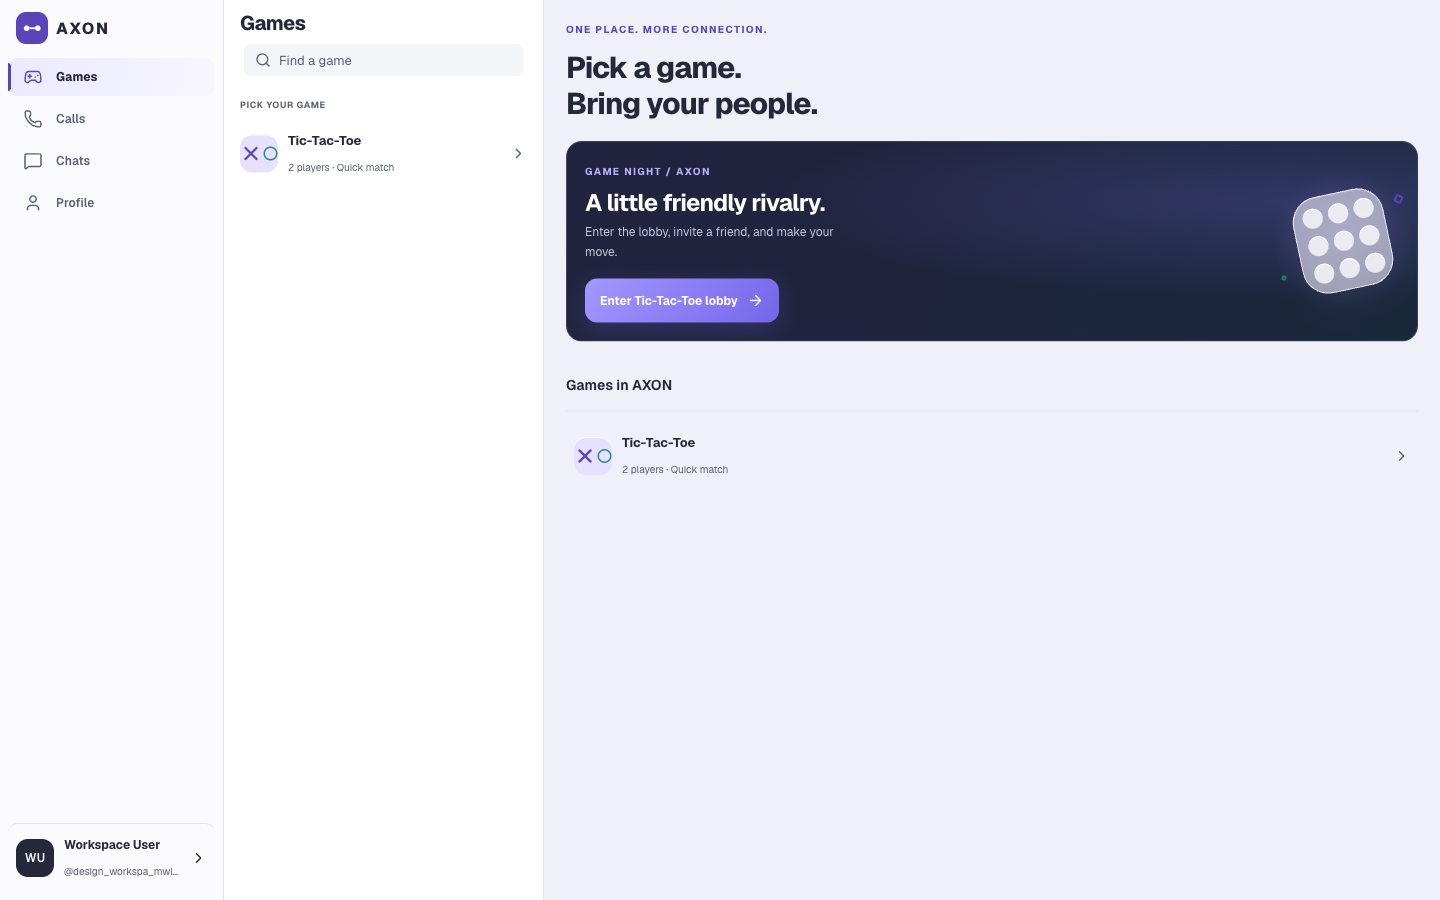 AXON
Games
Calls
Chats
Profile
WU
Workspace User
@design_workspa_mwi...
Games
Find a game
PICK YOUR GAME
Tic-Tac-Toe
2 players · Quick match
ONE PLACE. MORE CONNECTION.
Pick a game.
Bring your people.
GAME NIGHT / AXON
A little friendly rivalry.
Enter the lobby, invite a friend, and make your
move.
Enter Tic-Tac-Toe lobby
Games in AXON
Tic-Tac-Toe
2 players · Quick match